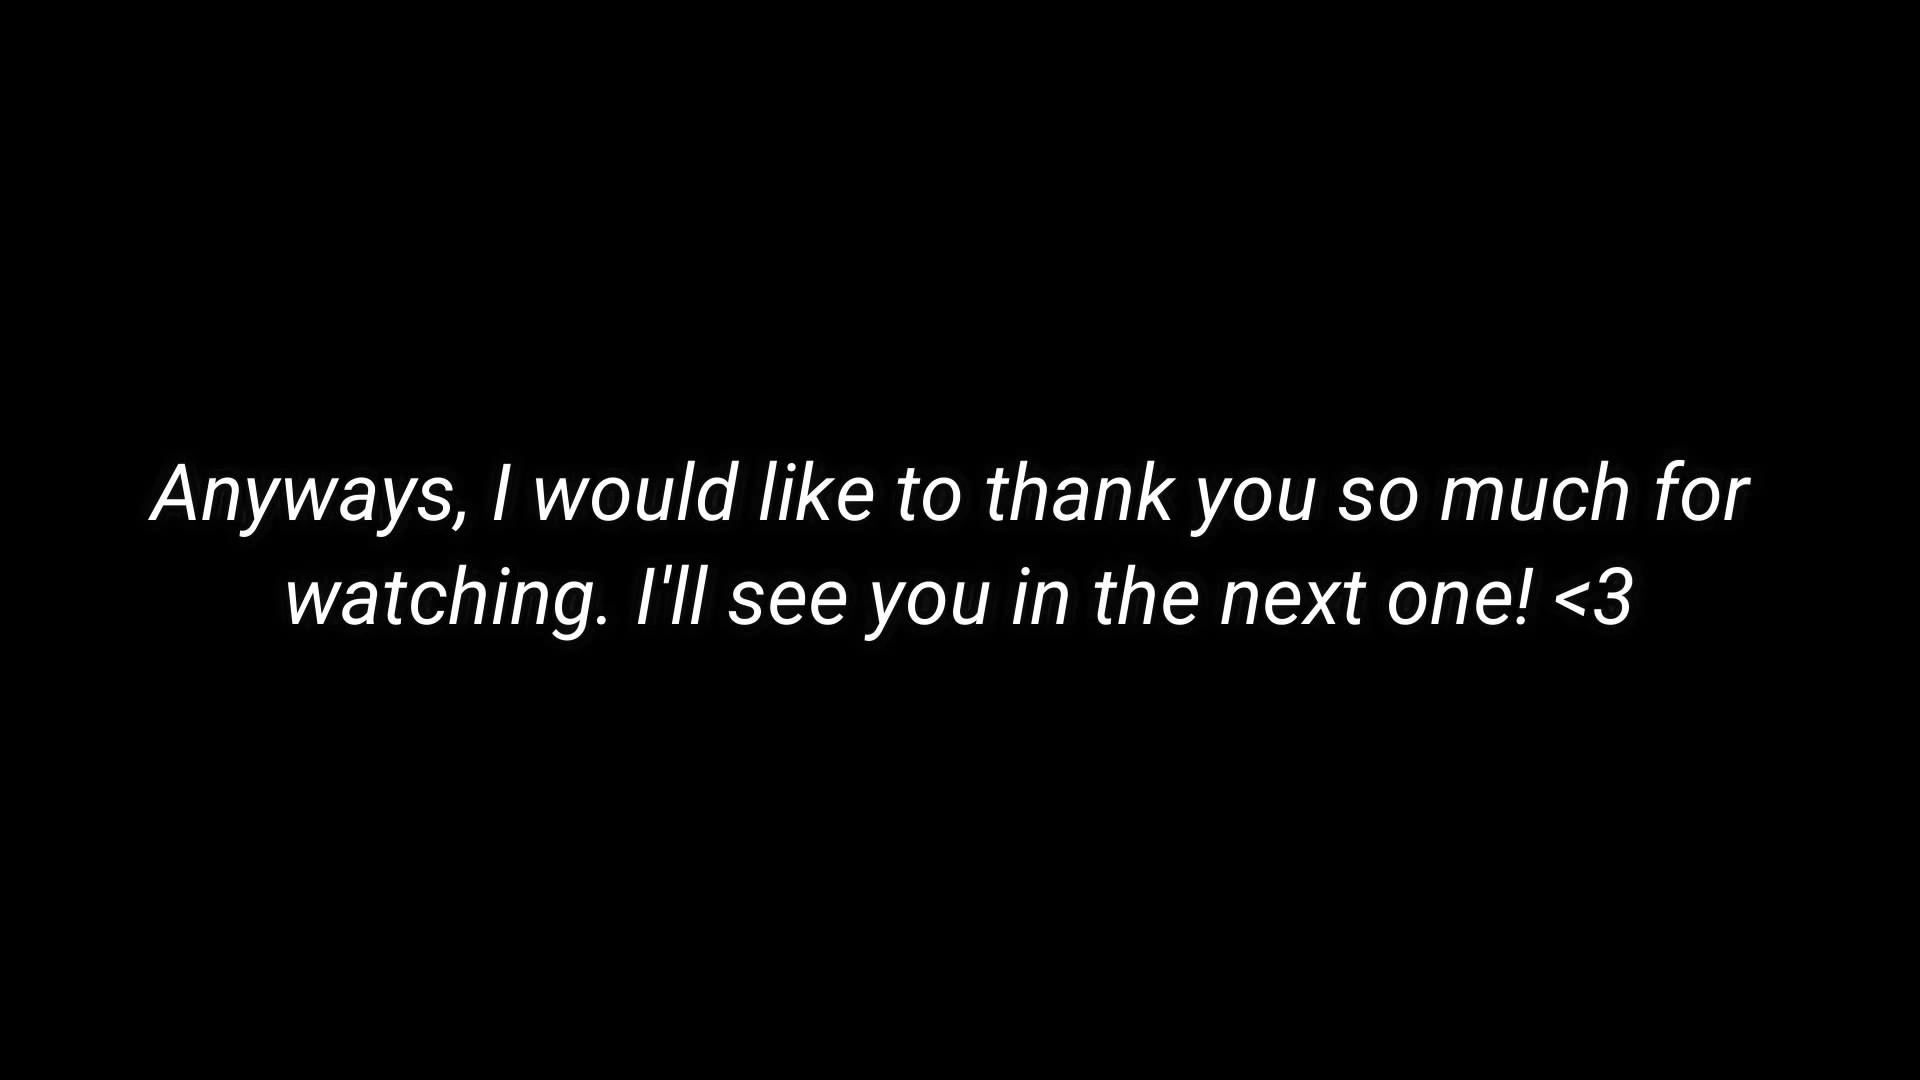 Anyways, I would like to thank you so much for
watching. I'll see you in the next one! <3